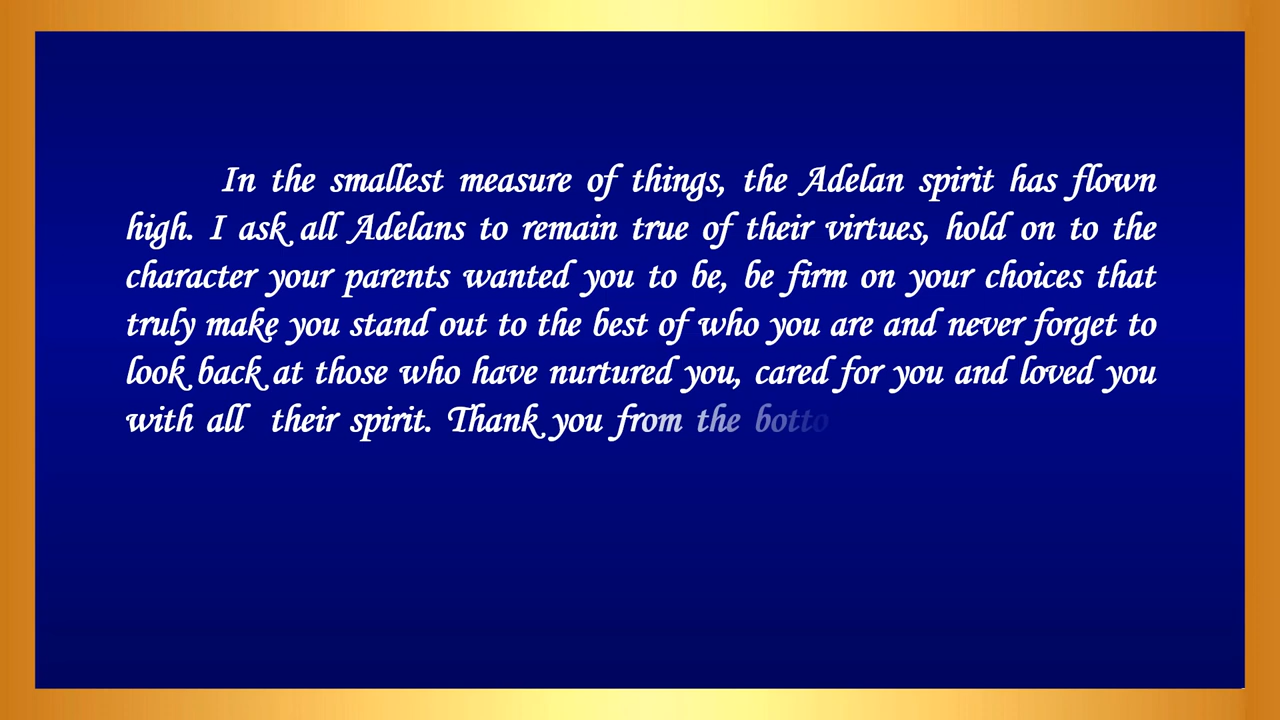 In the smallest measure of things, the Adelan spirit has flown
high. I ask all Adelans to remain true of their virtues, hold on to the
character your parents wanted you to be, be firm on your choices that
truly make you stand out to the best of who you are and never forget to
look back at those who have nurtured you, cared for you and loved you
with all their spirit. Thank you from the botto